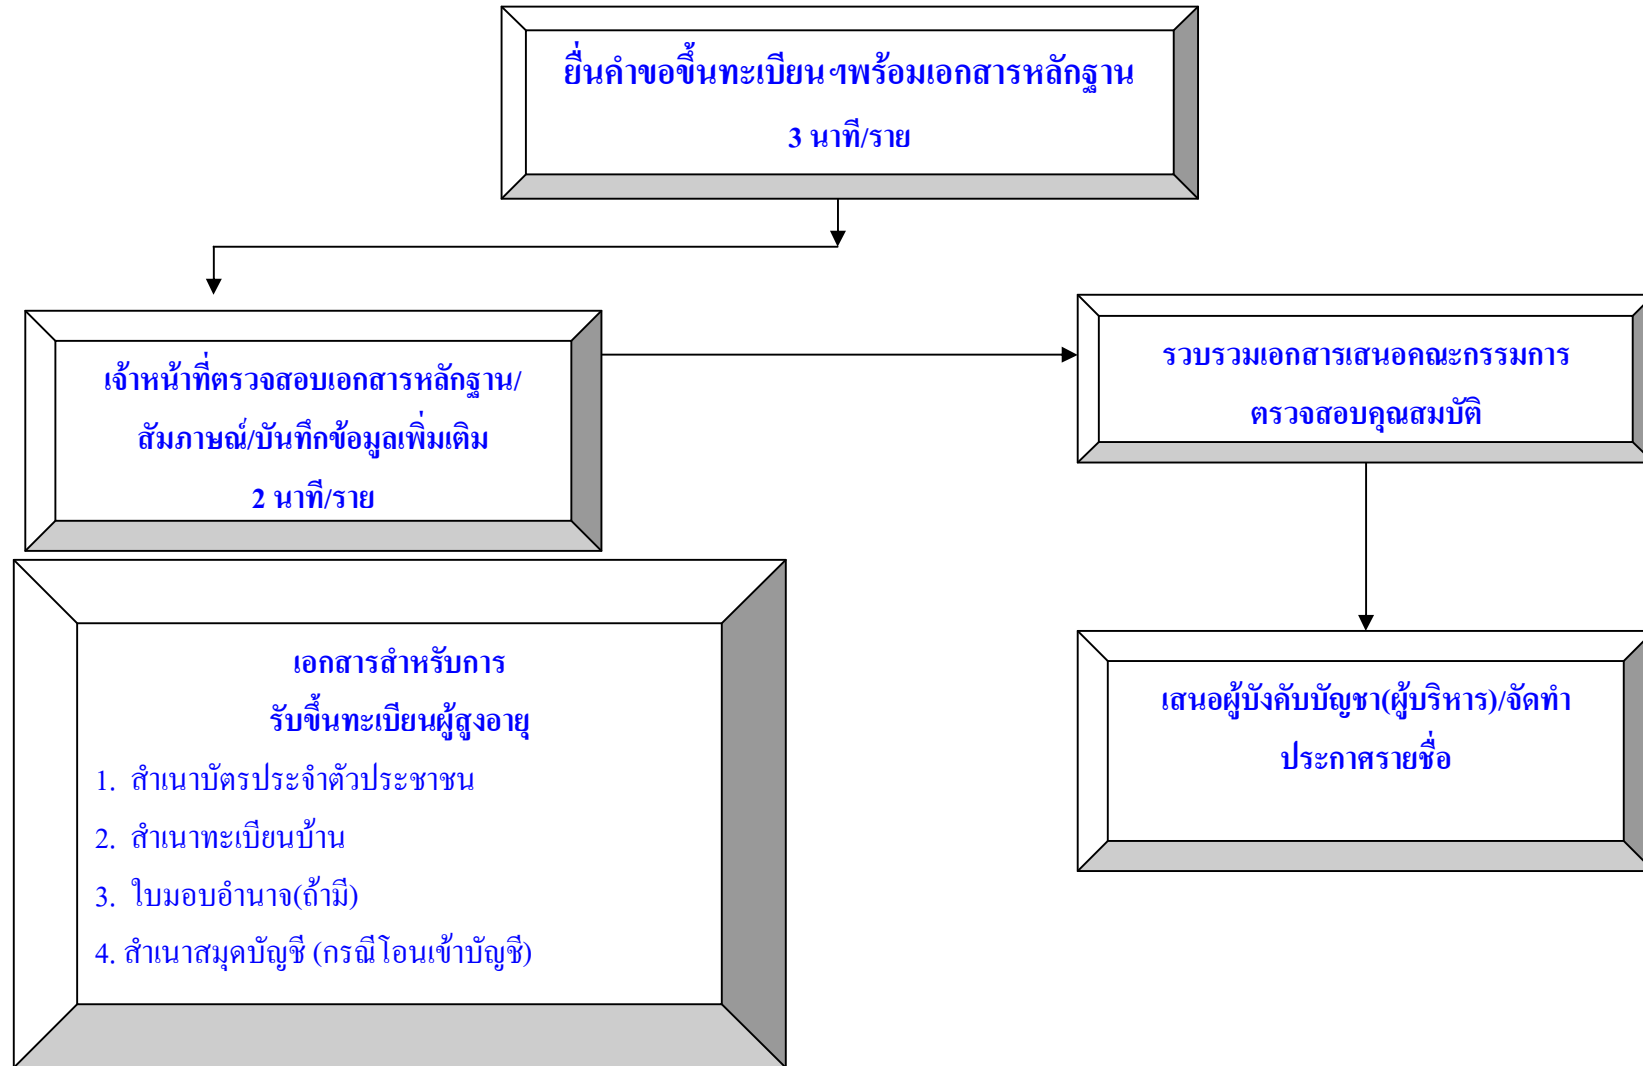 ยื่นคำขอขึ้นทะเบียนฯพร้อมเอกสารหลักฐาน
3 นาที/ราย
เจ้าหน้าที่ตรวจสอบเอกสารหลักฐาน/
สัมภาษณ์/บันทึกข้อมูลเพิ่มเติม
2 นาที/ราย
รวบรวมเอกสารเสนอคณะกรรมการ
ตรวจสอบคุณสมบัติ
เอกสารสำหรับการ
รับขึ้นทะเบียนผู้สูงอายุ
1. สำเนาบัตรประจำตัวประชาชน
2. สำเนาทะเบียนบ้าน
3. ใบมอบอำนาจ(ถ้ามี)
4. สำเนาสมุดบัญชี (กรณีโอนเข้าบัญชี)
เสนอผู้บังคับบัญชา(ผู้บริหาร)/จัดทำ
ประกาศรายชื่อ